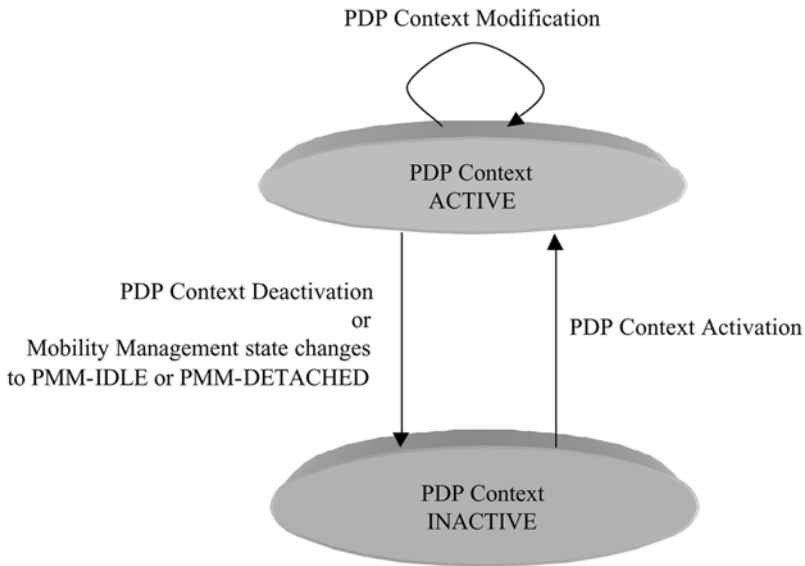 PDP Context Modification
PDP Context
ACTIVE
PDP Context Deactivation
or
Mobility Management state changes
to PMM-IDLE or PMM-DETACHED
PDP Context Activation
PDP Context
INACTIVE